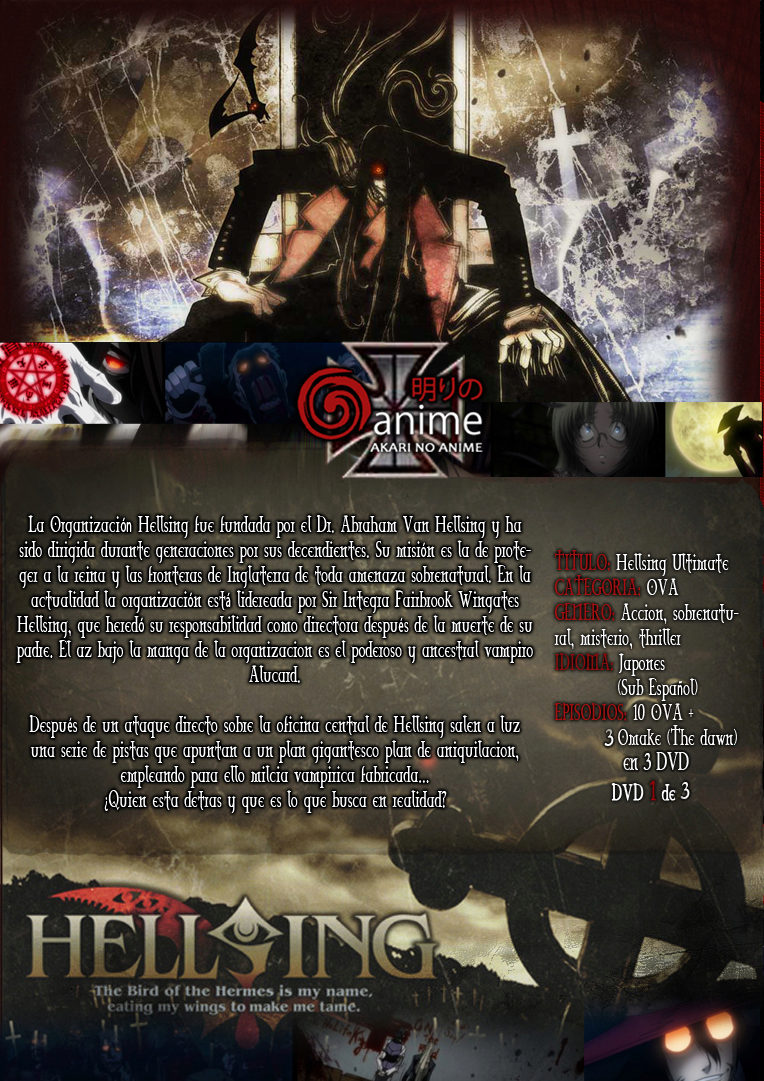 明りの
anime
AKARI NO ANIME
La Organización Hellsing fue fundada por el Dr. Abraham Van Hellsing y ha
sido dirigida durante generaciones por sus decendientes. Su misión es la de prote-
ger a la reina y las fronteras de Inglaterra de toda amenaza sobrenatural. En la
actualidad la organización está lidereada por Sir Integra Fairbrook Wingates
Hellsing, que heredó su responsabilidad como directora después de la muerte de su
padre. El az bajo la manga de la organizacion es el poderoso y ancestral vampiro
Alucard.
Después de un ataque directo sobre la oficina central de Hellsing salen a luz
una serie de pistas que apuntan a un plan gigantesco plan de aniquilacion,
empleando para ello milcia vampirica fabricada...
¿Quien esta detras y que es lo que busca en realidad?
TITULO: Hellsing Ultimate
CATEGORIA: OVA
GENERO: Accion, sobrenatu-
ral, misterio, thriller
IDIOMA: Japones
(Sub Español)
EPISODIOS: 10 OVA +
3 Omake (The dawn)
en 3 DVD
DVD 1 de 3
HELLSING
The Bird of the Hermes is my name,
eating my wings to make me tame.